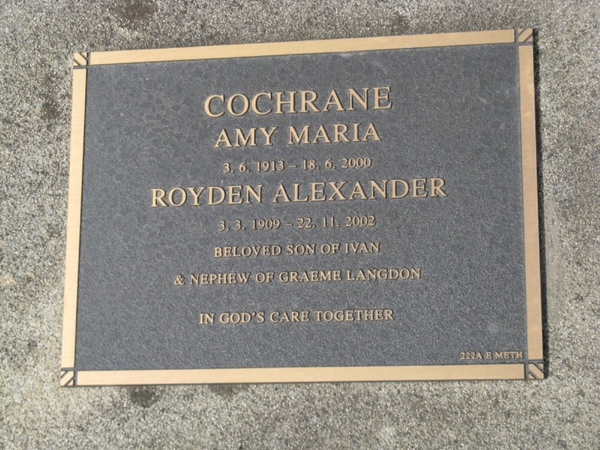 COCHRANE
AMY MARIA
3. 6. 1913 – 18. 6. 2000
ROYDEN ALEXANDER
3. 3. 1909 – 22. 11. 2002
BELOVED SON OF IVAN
& NEPHEW OF GRAEME LANGDON
IN GOD'S CARE TOGETHER
222A E METH